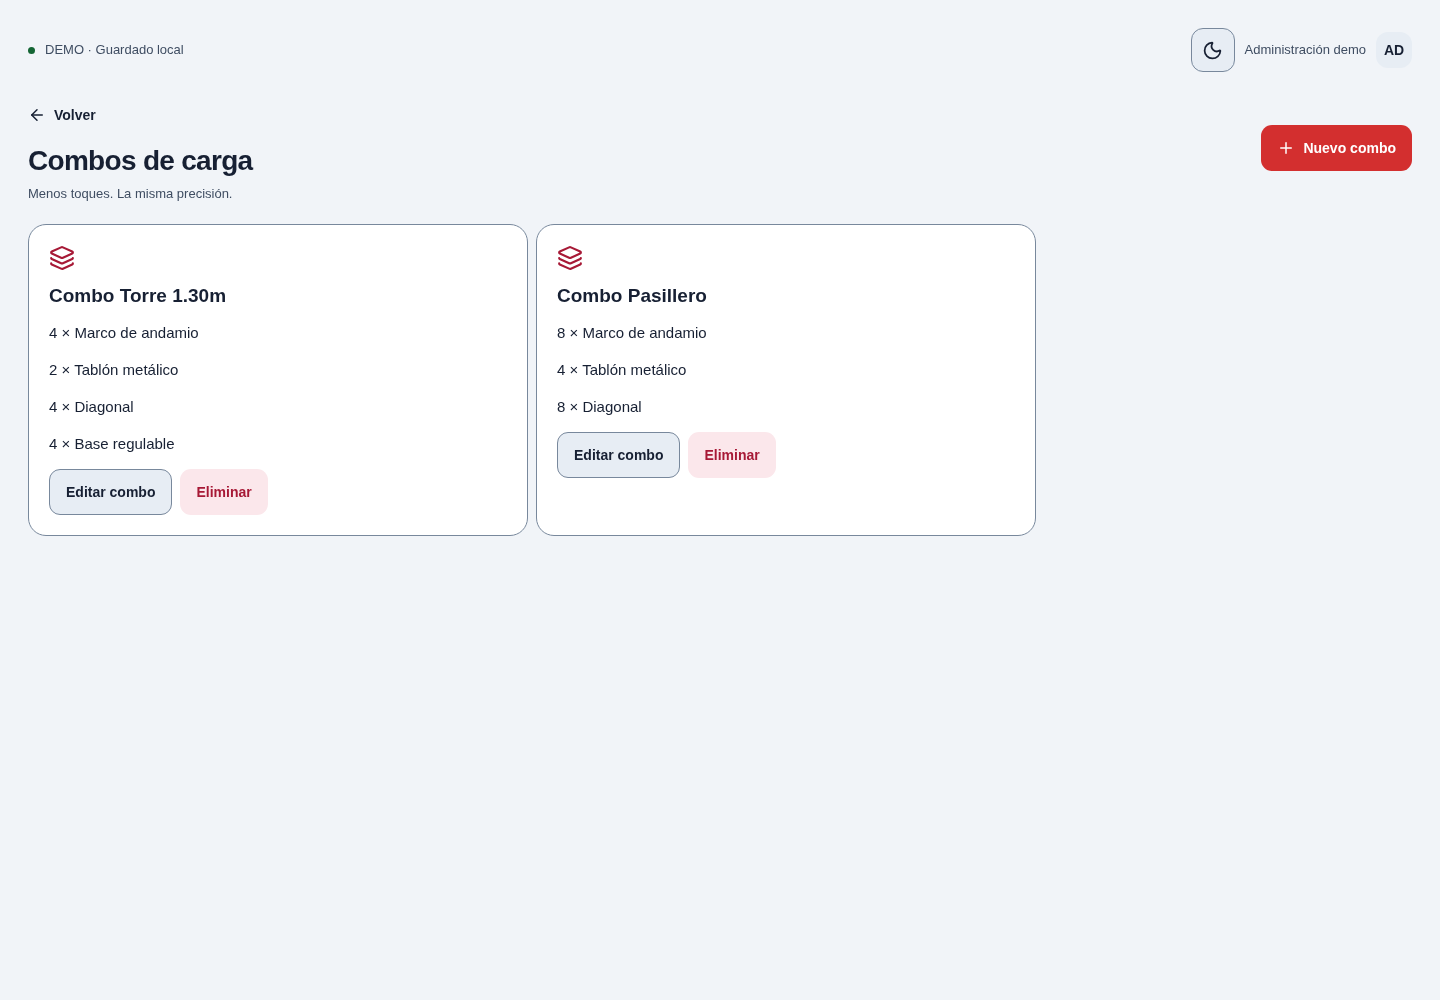 DEMO · Guardado local
Administración demo
AD
Volver
Combos de carga
Menos toques. La misma precisión.
Nuevo combo
Combo Torre 1.30m
4 × Marco de andamio
2 × Tablón metálico
4 × Diagonal
4 × Base regulable
Editar combo
Eliminar
Combo Pasillero
8 × Marco de andamio
4 × Tablón metálico
8 × Diagonal
Editar combo
Eliminar